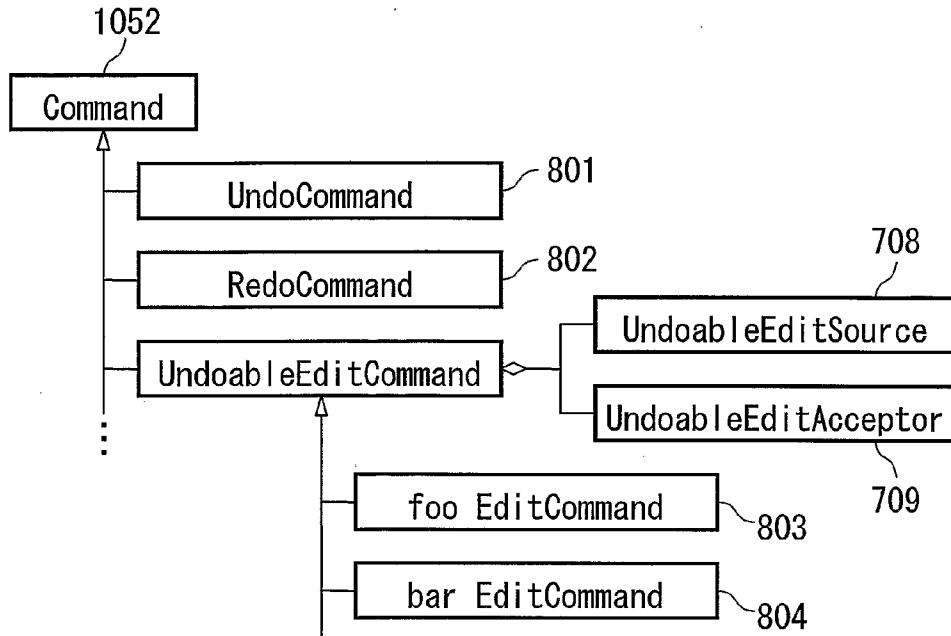 1052
Command
UndoCommand
801
RedoCommand
802
708
UndoableEditSource
UndoableEditCommand
UndoableEditAcceptor
709
foo EditCommand
803
bar EditCommand
804